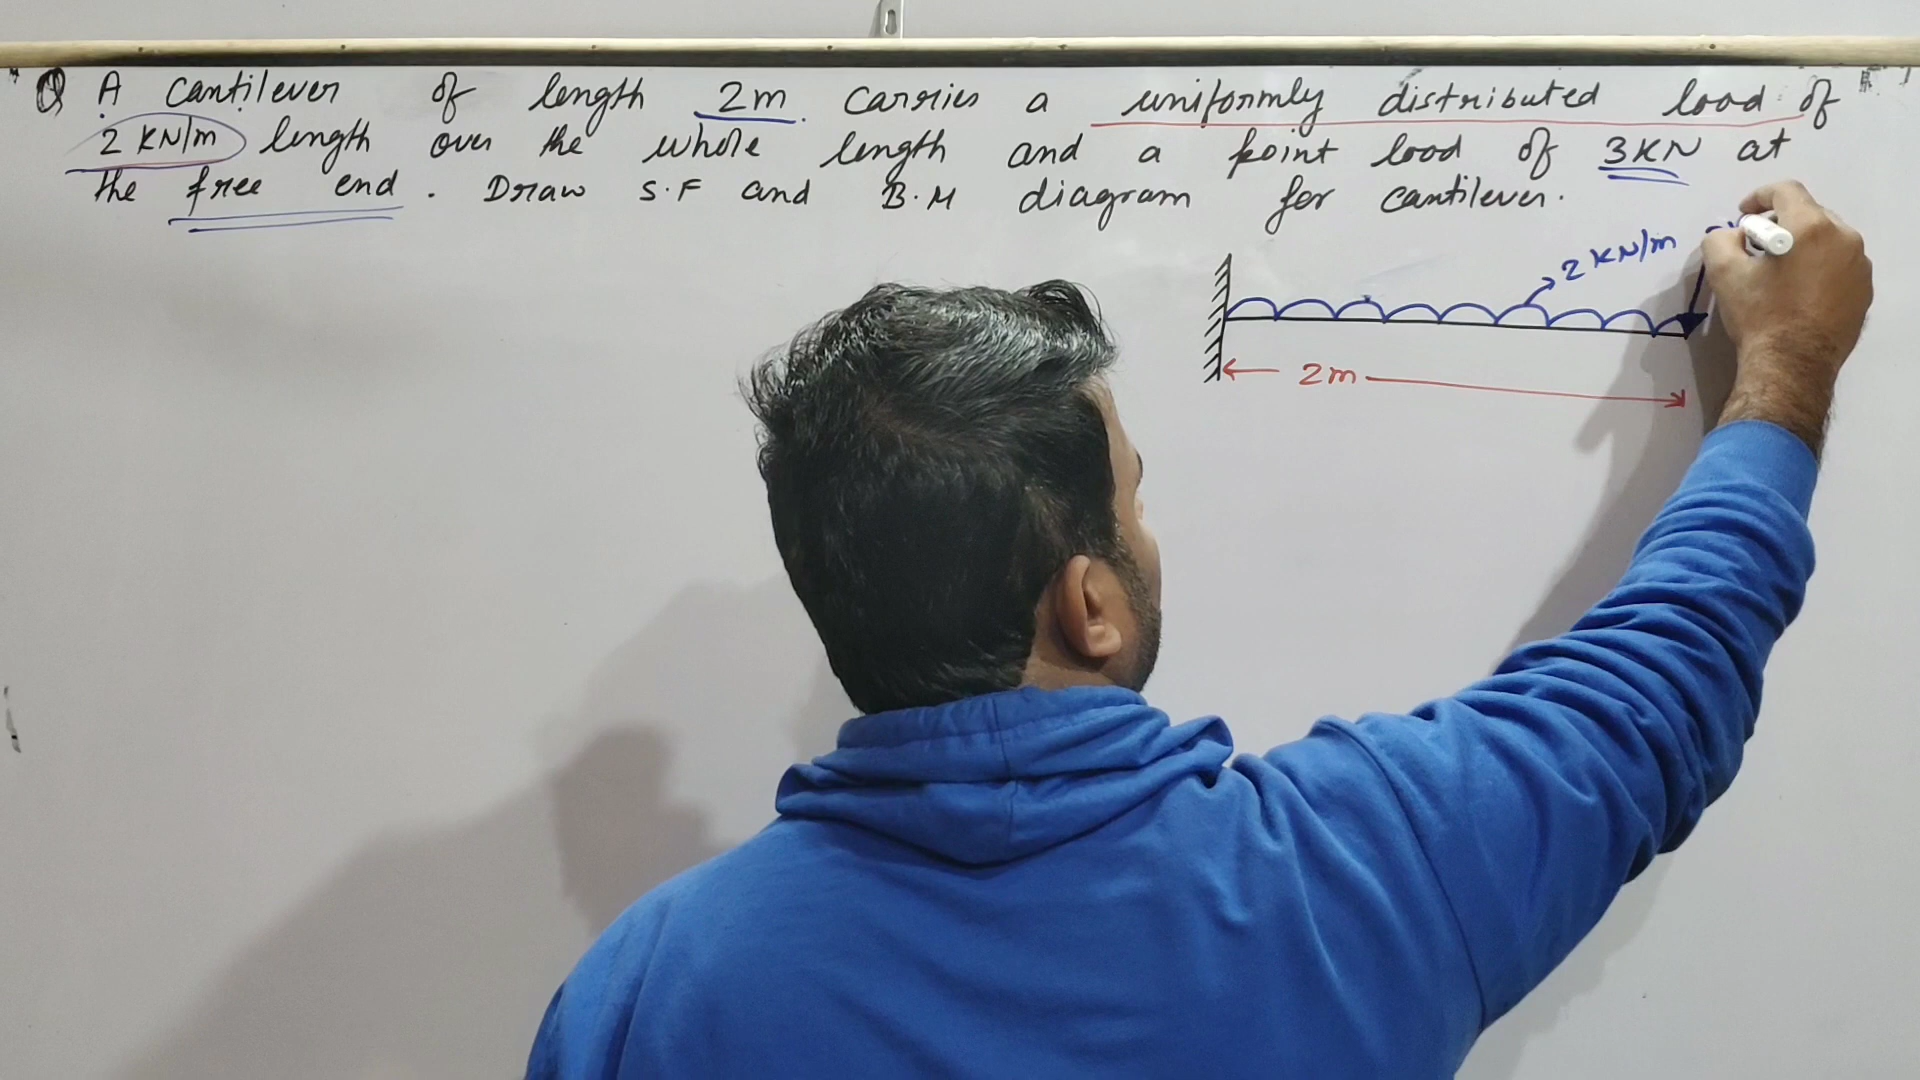 Q A cantilever of length 2m carries a uniformly distributed load of
2 KN/m length over the whole length and a point load of 3KN at
the free end. Draw S.F and B.M diagram for cantilever.
2 KN/m
2m